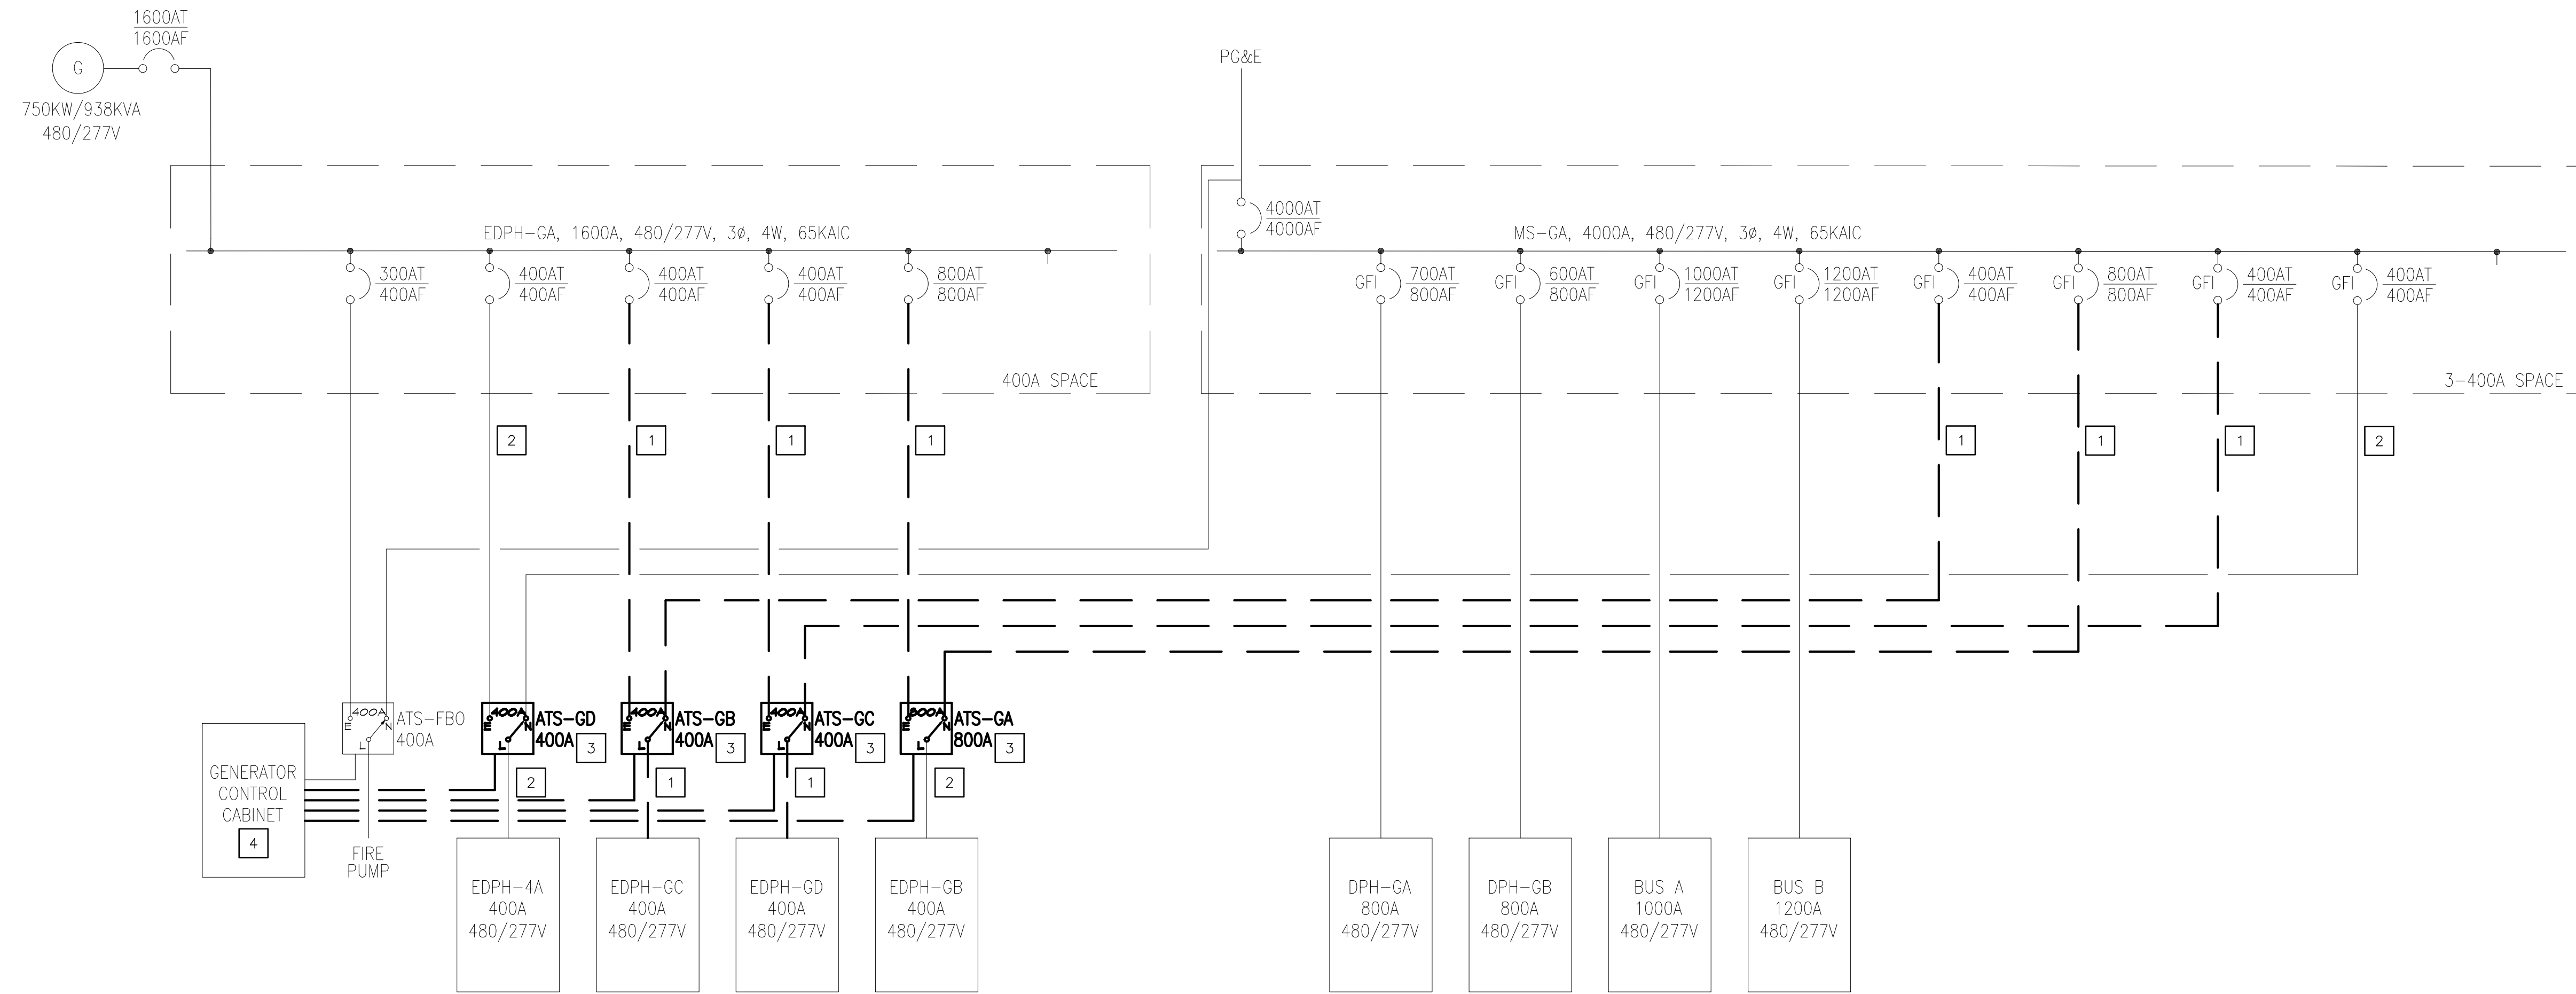 1600AT
1600AF
G
750KW/938KVA
480/277V
PG&E
4000AT
4000AF
EDPH-GA, 1600A, 480/277V, 3ø, 4W, 65KAIC
MS-GA, 4000A, 480/277V, 3ø, 4W, 65KAIC
300AT
400AF
400AT
400AF
400AT
400AF
400AT
400AF
800AT
800AF
GFI
700AT
800AF
GFI
600AT
800AF
GFI
1000AT
1200AF
GFI
1200AT
1200AF
GFI
400AT
400AF
GFI
800AT
800AF
GFI
400AT
400AF
GFI
400AT
400AF
400A SPACE
3-400A SPACE
2
1
1
1
1
1
1
2
400A
E
N
L
ATS-FBO
400A
400A
E
N
L
ATS-GD
400A
3
400A
E
N
L
ATS-GB
400A
3
400A
E
N
L
ATS-GC
400A
3
800A
E
N
L
ATS-GA
800A
3
2
1
1
2
GENERATOR
CONTROL
CABINET
4
FIRE
PUMP
EDPH-4A
400A
480/277V
EDPH-GC
400A
480/277V
EDPH-GD
400A
480/277V
EDPH-GB
400A
480/277V
DPH-GA
800A
480/277V
DPH-GB
800A
480/277V
BUS A
1000A
480/277V
BUS B
1200A
480/277V